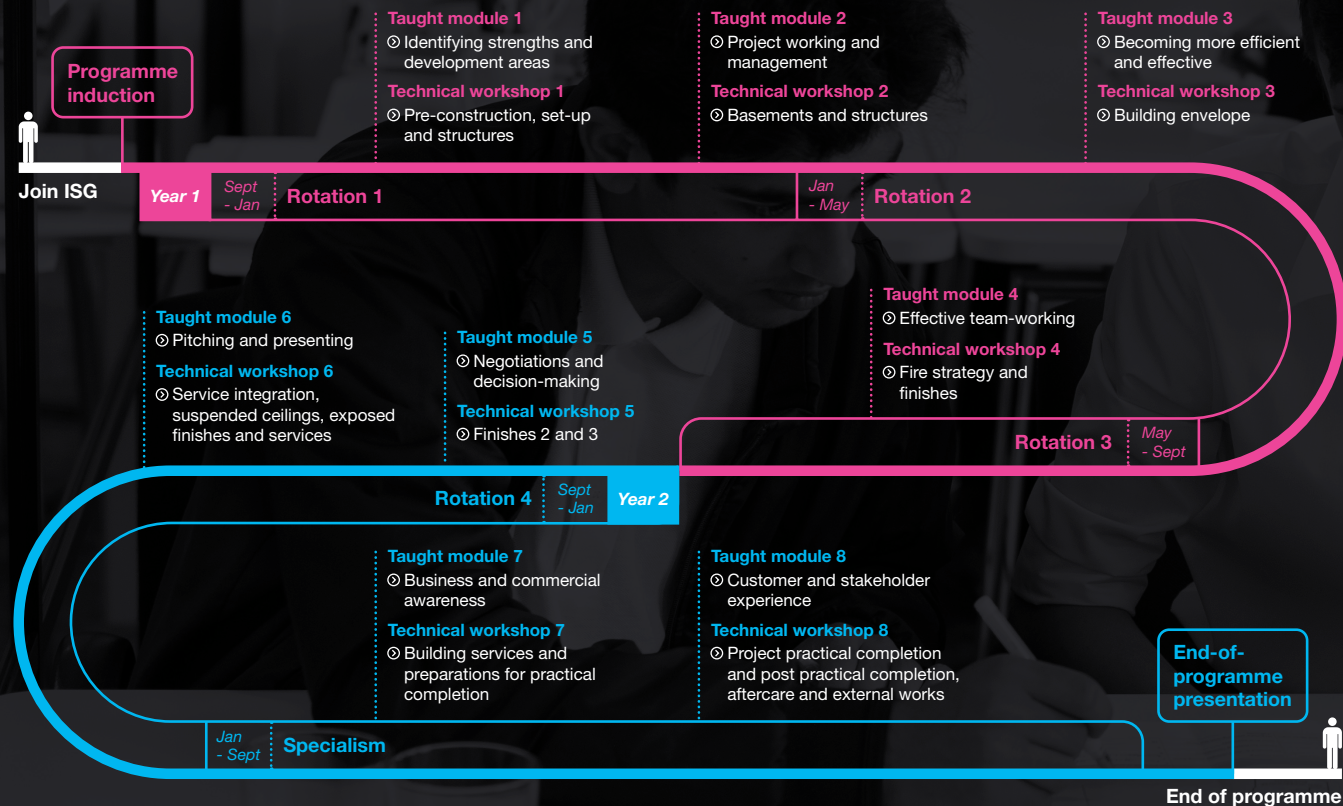 Programme
induction
Join ISG
Taught module 1
Identifying strengths and
development areas
Technical workshop 1
Pre-construction, set-up
and structures
Taught module 2
Project working and
management
Technical workshop 2
Basements and structures
Taught module 3
Becoming more efficient
and effective
Technical workshop 3
Building envelope
Year 1
Sept
- Jan
Rotation 1
Jan
- May
Rotation 2
Taught module 4
Effective team-working
Technical workshop 4
Fire strategy and
finishes
Rotation 3
May
- Sept
Taught module 5
Negotiations and
decision-making
Technical workshop 5
Finishes 2 and 3
Taught module 6
Pitching and presenting
Technical workshop 6
Service integration,
suspended ceilings, exposed
finishes and services
Rotation 4
Sept
- Jan
Year 2
Taught module 7
Business and commercial
awareness
Technical workshop 7
Building services and
preparations for practical
completion
Taught module 8
Customer and stakeholder
experience
Technical workshop 8
Project practical completion
and post practical completion,
aftercare and external works
Jan
- Sept
Specialism
End-of-
programme
presentation
End of programme